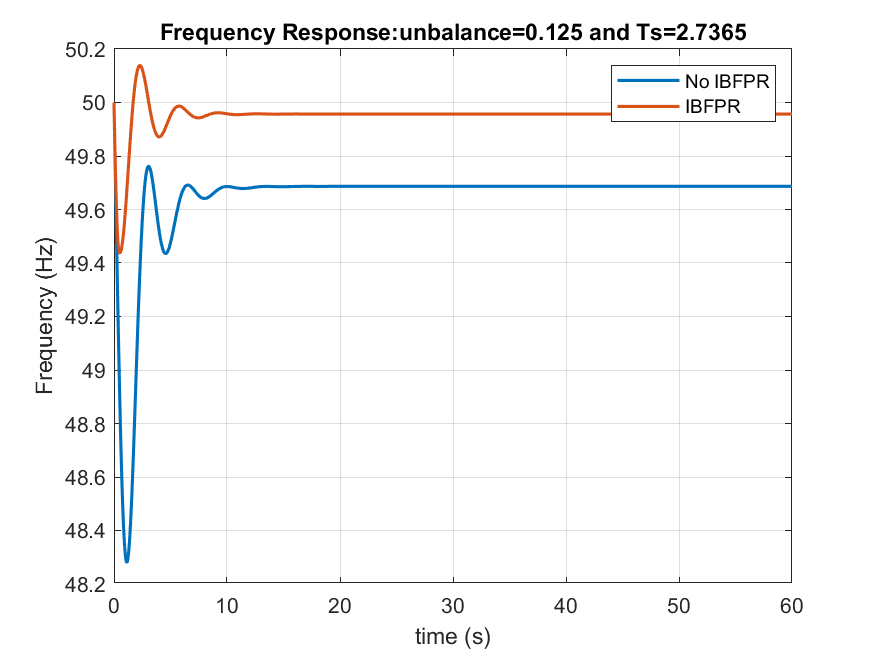 Frequency Response:unbalance=0.125 and Ts=2.7365
50.2
50
49.8
49.6
49.4
49.2
49
48.8
48.6
48.4
48.2
Frequency (Hz)
No IBFPR
IBFPR
0 10 20 30 40 50 60
time (s)